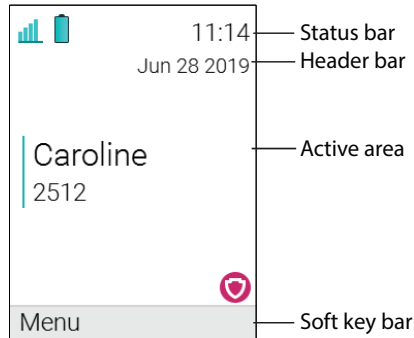 11:14
Status bar
Jun 28 2019
Header bar
Caroline
2512
Active area
Menu
Soft key bar